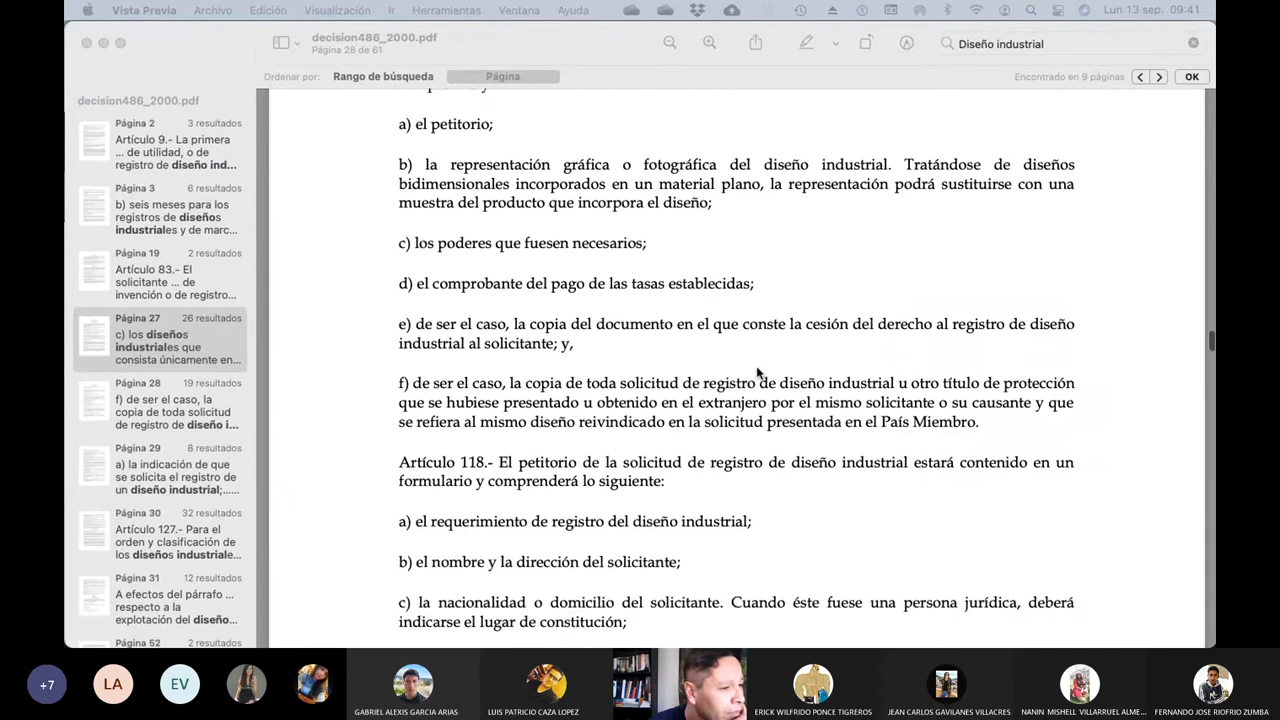 Vista Previa Archivo Edición Visualización Ir Herramientas Ventana Ayuda Lun 13 sep. 09:41
decision486_2000.pdf
Página 28 de 61
Diseño industrial
Ordenar por: Rango de búsqueda Página Encontrado en 9 páginas OK
decision486_2000.pdf
Página 2 3 resultados
Artículo 9.- La primera
... de utilidad, o de
registro de diseño ind...
Página 3 6 resultados
b) seis meses para los
registros de diseños
industriales y de marc...
Página 19 2 resultados
Artículo 83.- El
solicitante ... de
invención o de registro...
Página 27 26 resultados
c) los diseños
industriales que
consista únicamente en...
Página 28 19 resultados
f) de ser el caso, la
copia de toda solicitud
de registro de diseño i...
Página 29 8 resultados
a) la indicación de que
se solicita el registro de
un diseño industrial;......
Página 30 32 resultados
Artículo 127.- Para el
orden y clasificación de
los diseños industriale...
Página 31 12 resultados
A efectos del párrafo ...
respecto a la
explotación del diseño...
Página 52 2 resultados
a) el petitorio;
b) la representación gráfica o fotográfica del diseño industrial. Tratándose de diseños
bidimensionales incorporados en un material plano, la representación podrá sustituirse con una
muestra del producto que incorpora el diseño;
c) los poderes que fuesen necesarios;
d) el comprobante del pago de las tasas establecidas;
e) de ser el caso, la copia del documento en el que conste la cesión del derecho al registro de diseño
industrial al solicitante; y,
f) de ser el caso, la copia de toda solicitud de registro de diseño industrial u otro título de protección
que se hubiese presentado u obtenido en el extranjero por el mismo solicitante o su causante y que
se refiera al mismo diseño reivindicado en la solicitud presentada en el País Miembro.
Artículo 118.- El petitorio de la solicitud de registro de diseño industrial estará contenido en un
formulario y comprenderá lo siguiente:
a) el requerimiento de registro del diseño industrial;
b) el nombre y la dirección del solicitante;
c) la nacionalidad o domicilio del solicitante. Cuando éste fuese una persona jurídica, deberá
indicarse el lugar de constitución;
+7 LA EV
GABRIEL ALEXIS GARCIA ARIAS LUIS PATRICIO CAZA LOPEZ ERICK WILFRIDO PONCE TIGREROS JEAN CARLOS GAVILANES VILLACRES NANIN MISHELL VILLARRUEL ALME... FERNANDO JOSE RIOFRIO ZUMBA